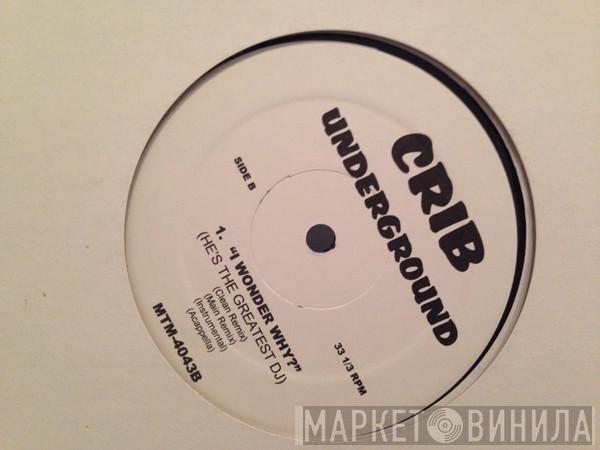 CRIB
UNDERGROUND
SIDE B
33 1/3 RPM
1. "I WONDER WHY?"
(HE'S THE GREATEST DJ)
(Clean Remix)
(Main Remix)
(Instrumental)
(Acappella)
MTM-4043B
МАРКЕТ ВИНИЛА